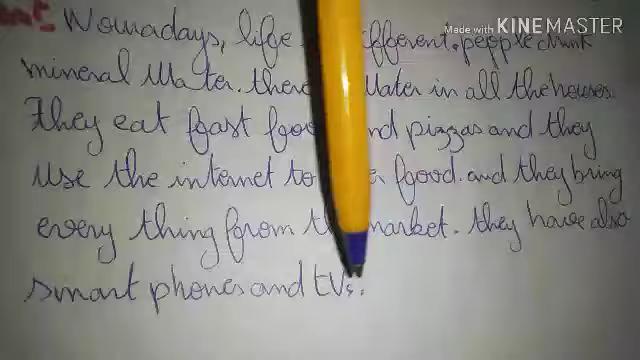 Made with KINEMASTER
Nowadays, life different. people drink
mineral Water. there Water in all the houses.
They eat fast food and pizzas and they
use the internet to food. and they bring
every thing from the market. they have also
smart phones and TVs.